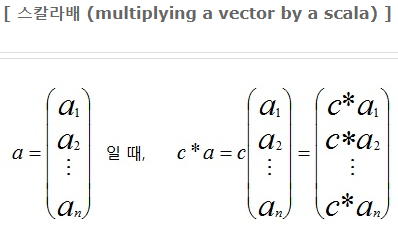 [ 스칼라배 (multiplying a vector by a scala) ]
a = (a₁ a₂ ⋮ aₙ) 일 때, c * a = c (a₁ a₂ ⋮ aₙ) = (c*a₁ c*a₂ ⋮ c*aₙ)